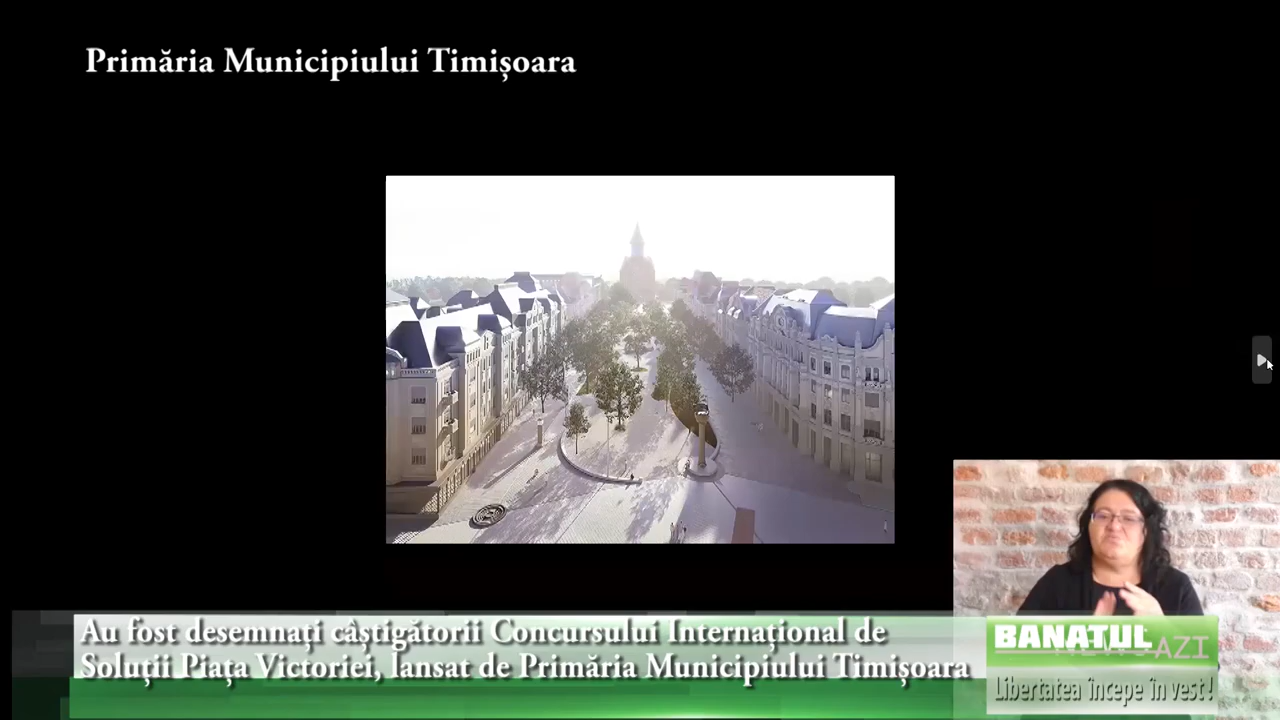 Primăria Municipiului Timișoara
Au fost desemnați câștigătorii Concursului Internațional de
Soluții Piața Victoriei, lansat de Primăria Municipiului Timișoara
BANATUL
NEWS AZI
Libertatea începe în vest!